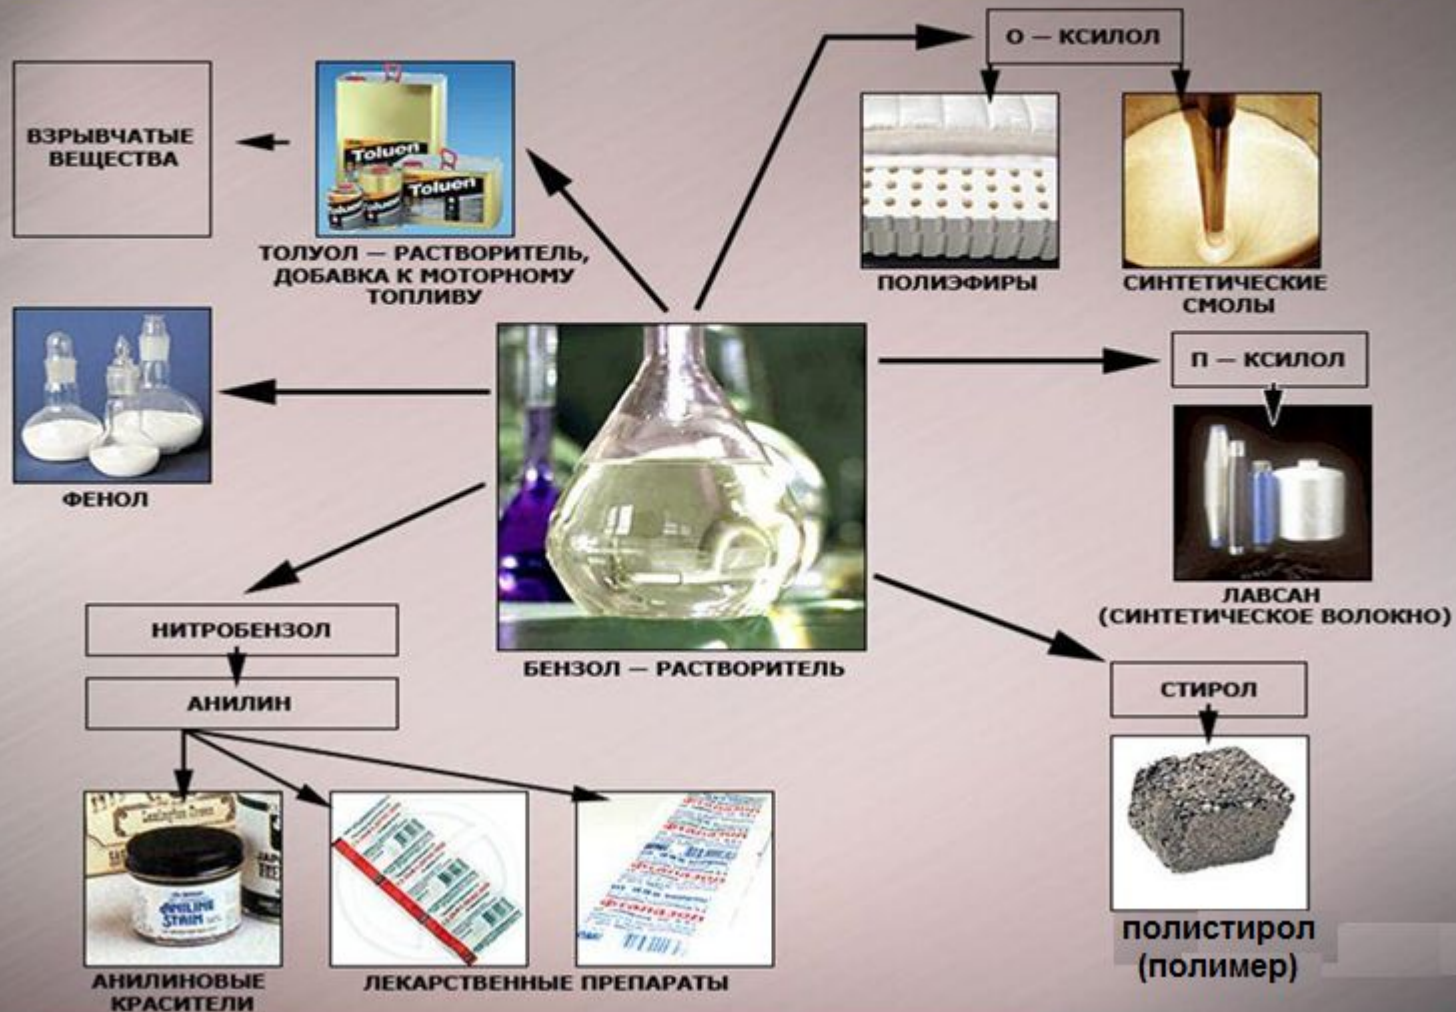 О — КСИЛОЛ
ВЗРЫВЧАТЫЕ
ВЕЩЕСТВА
Toluen
Toluen
ТОЛУОЛ — РАСТВОРИТЕЛЬ,
ДОБАВКА К МОТОРНОМУ
ТОПЛИВУ
ПОЛИЭФИРЫ
СИНТЕТИЧЕСКИЕ
СМОЛЫ
П — КСИЛОЛ
ФЕНОЛ
ЛАВСАН
(СИНТЕТИЧЕСКОЕ ВОЛОКНО)
НИТРОБЕНЗОЛ
БЕНЗОЛ — РАСТВОРИТЕЛЬ
АНИЛИН
СТИРОЛ
ANILINE
STAIN
полистирол
(полимер)
АНИЛИНОВЫЕ
КРАСИТЕЛИ
ЛЕКАРСТВЕННЫЕ ПРЕПАРАТЫ